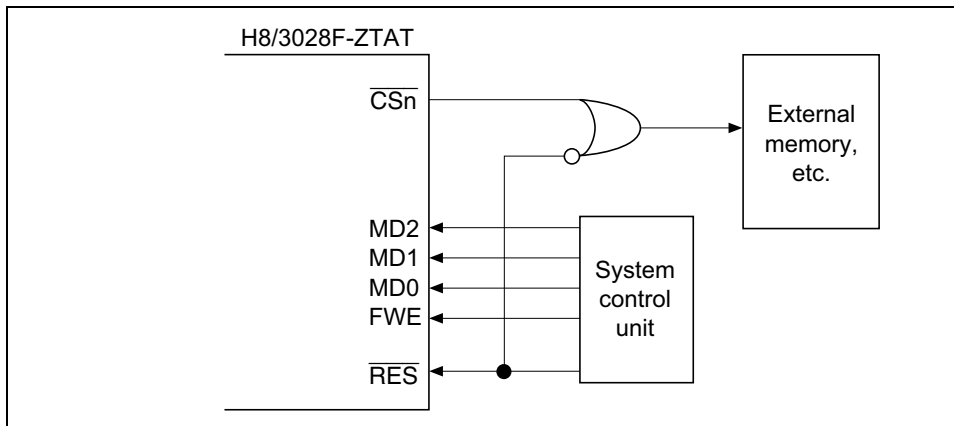 H8/3028F-ZTAT
CSn
External
memory,
etc.
MD2
MD1
MD0
FWE
RES
System
control
unit